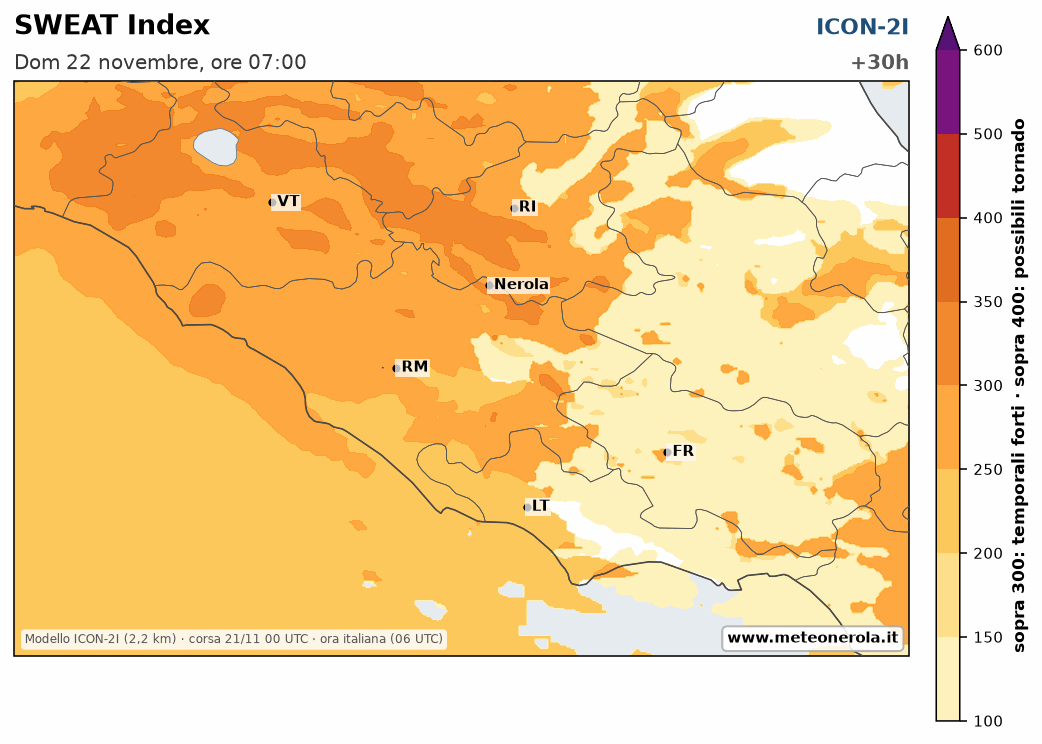 SWEAT Index
ICON-2I
Dom 22 novembre, ore 07:00
+30h
VT
RI
Nerola
RM
FR
LT
Modello ICON-2I (2,2 km) · corsa 21/11 00 UTC · ora italiana (06 UTC)
www.meteonerola.it
600
500
400
350
300
250
200
150
100
sopra 300: temporali forti · sopra 400: possibili tornado